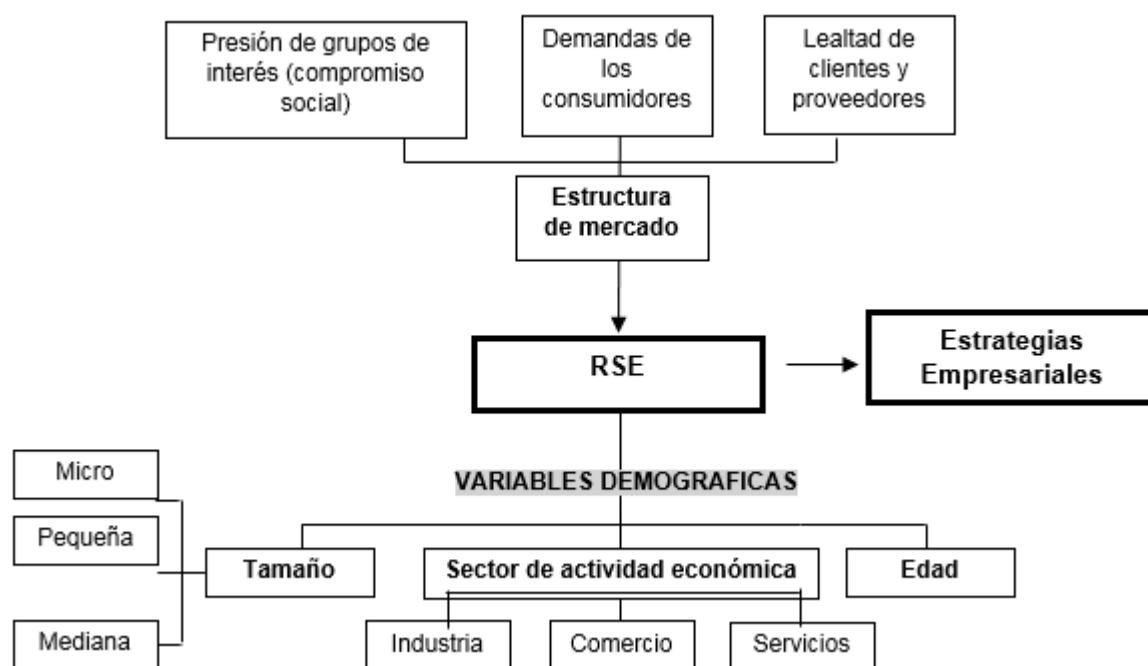 Presión de grupos de
interés (compromiso
social)
Demandas de
los
consumidores
Lealtad de
clientes y
proveedores
Estructura
de mercado
RSE
Estrategias
Empresariales
VARIABLES DEMOGRAFICAS
Micro
Pequeña
Mediana
Tamaño
Sector de actividad económica
Edad
Industria
Comercio
Servicios